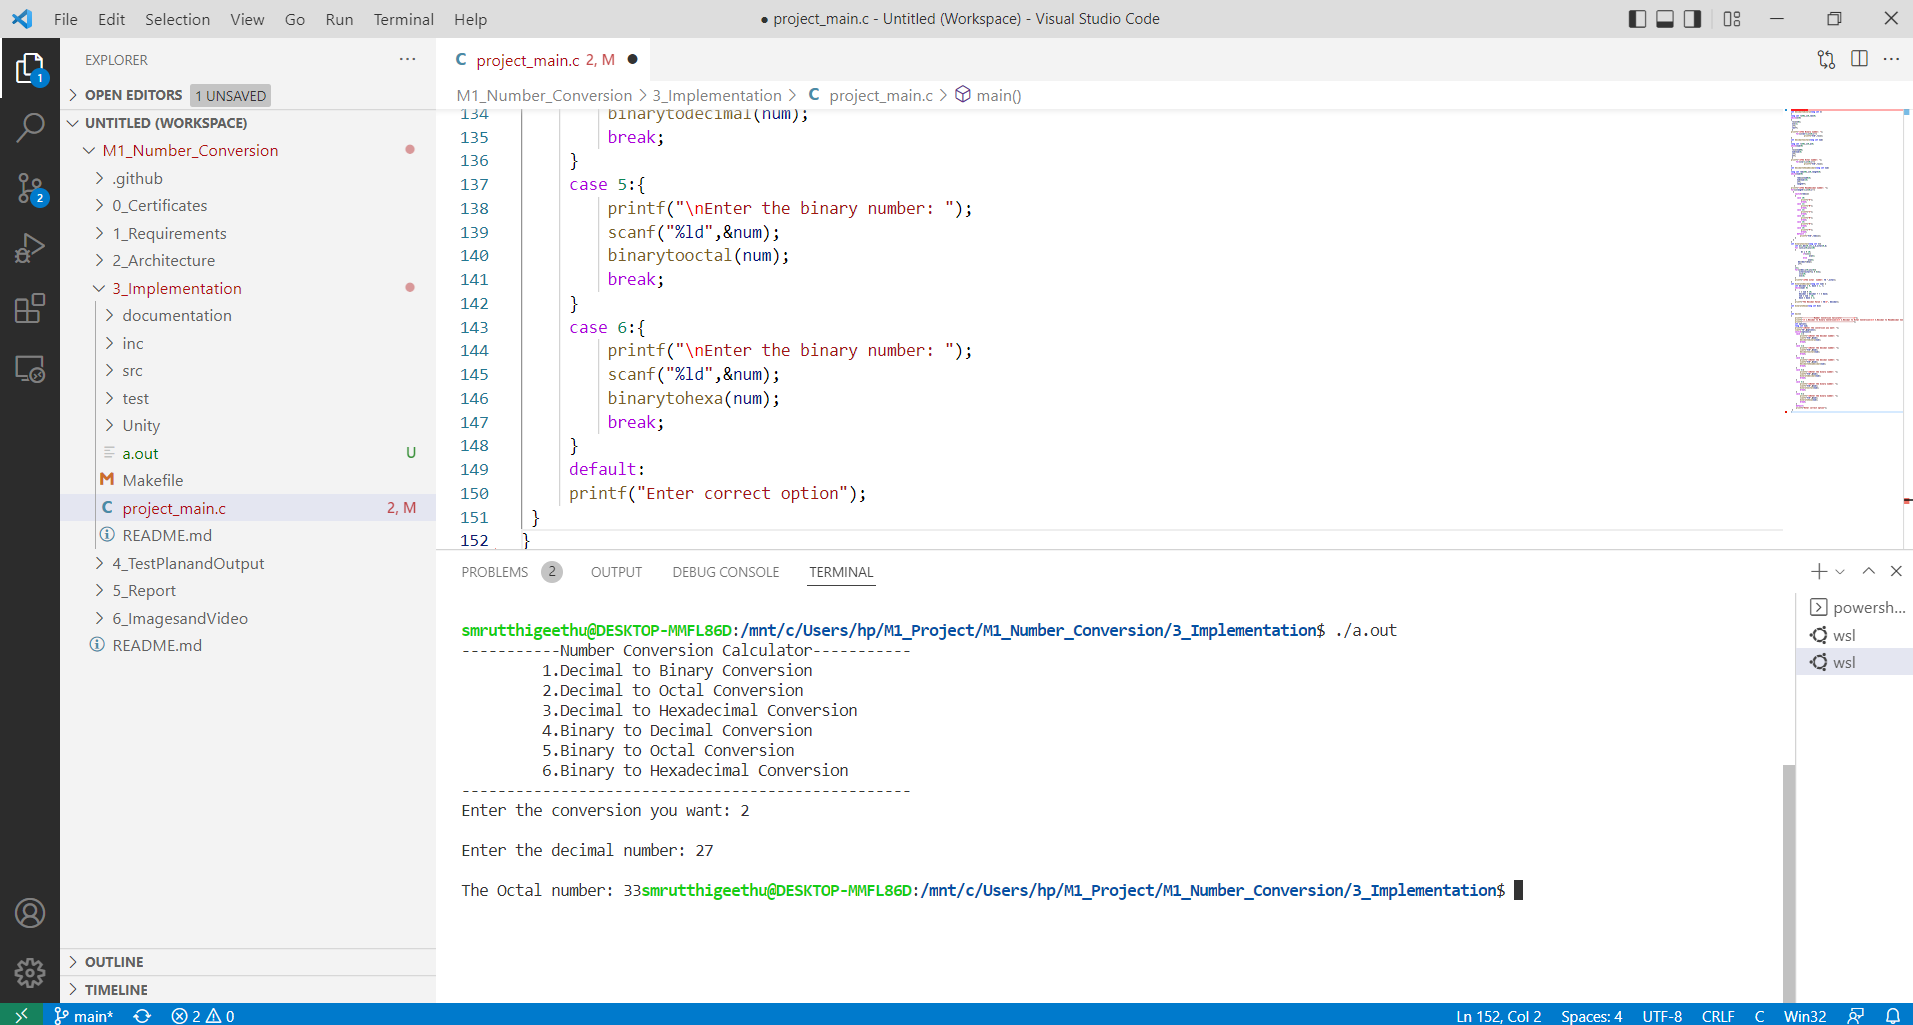 File Edit Selection View Go Run Terminal Help
● project_main.c - Untitled (Workspace) - Visual Studio Code
1
2
EXPLORER
OPEN EDITORS 1 UNSAVED
UNTITLED (WORKSPACE)
M1_Number_Conversion
.github
0_Certificates
1_Requirements
2_Architecture
3_Implementation
documentation
inc
src
test
Unity
a.out U
Makefile
project_main.c 2, M
README.md
4_TestPlanandOutput
5_Report
6_ImagesandVideo
README.md
OUTLINE
TIMELINE
C project_main.c 2, M ●
M1_Number_Conversion > 3_Implementation > C project_main.c > main()
134 binarytodecimal(num);
135 break;
136 }
137 case 5:{
138 printf("\nEnter the binary number: ");
139 scanf("%ld",&num);
140 binarytooctal(num);
141 break;
142 }
143 case 6:{
144 printf("\nEnter the binary number: ");
145 scanf("%ld",&num);
146 binarytohexa(num);
147 break;
148 }
149 default:
150 printf("Enter correct option");
151 }
152 }
PROBLEMS 2 OUTPUT DEBUG CONSOLE TERMINAL
smrutthigeethu@DESKTOP-MMFL86D:/mnt/c/Users/hp/M1_Project/M1_Number_Conversion/3_Implementation$ ./a.out
-----------Number Conversion Calculator-----------
1.Decimal to Binary Conversion
2.Decimal to Octal Conversion
3.Decimal to Hexadecimal Conversion
4.Binary to Decimal Conversion
5.Binary to Octal Conversion
6.Binary to Hexadecimal Conversion
--------------------------------------------------
Enter the conversion you want: 2
Enter the decimal number: 27
The Octal number: 33smrutthigeethu@DESKTOP-MMFL86D:/mnt/c/Users/hp/M1_Project/M1_Number_Conversion/3_Implementation$
powersh...
wsl
wsl
main* 2 0
Ln 152, Col 2 Spaces: 4 UTF-8 CRLF C Win32